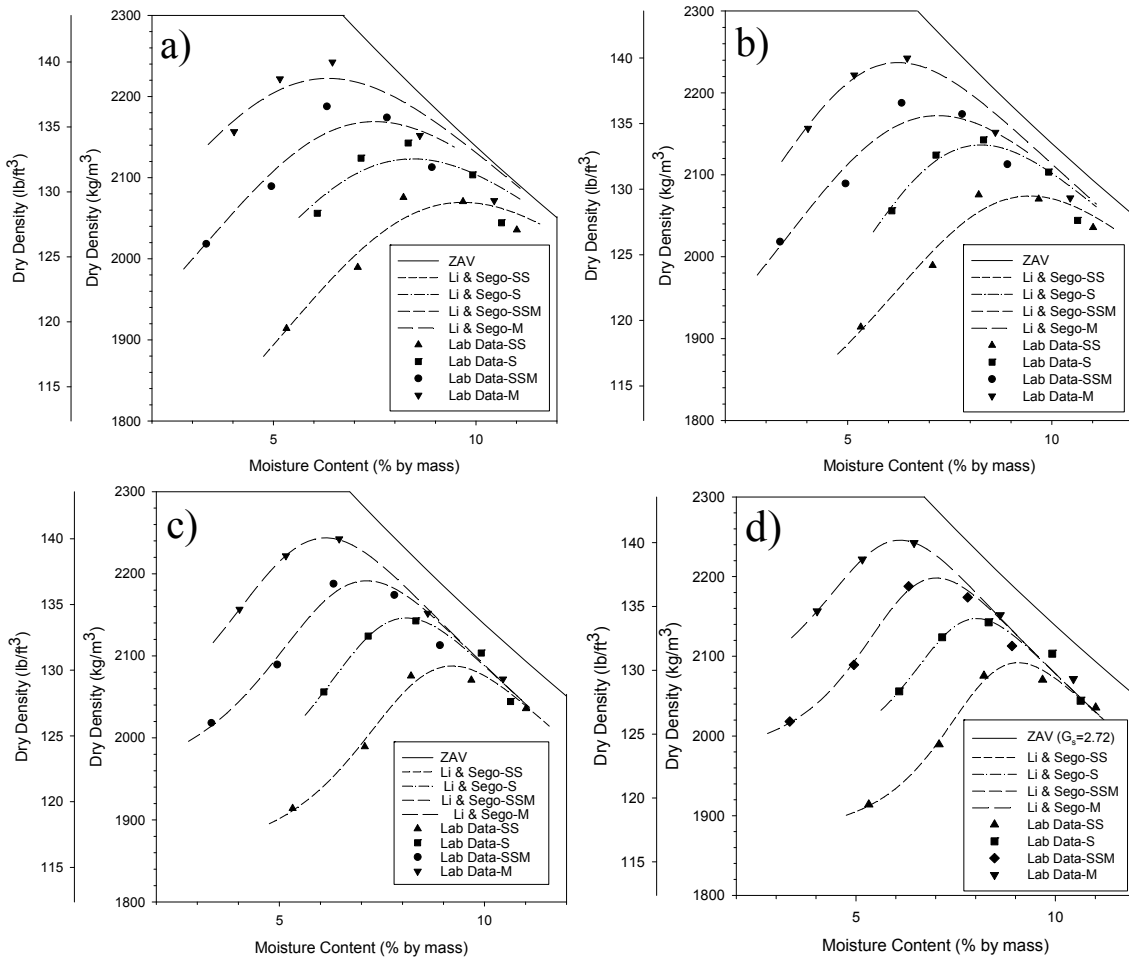 a)
Dry Density (lb/ft3)
115
120
125
130
135
140
Dry Density (kg/m3)
1800
1900
2000
2100
2200
2300
ZAV
Li & Sego-SS
Li & Sego-S
Li & Sego-SSM
Li & Sego-M
Lab Data-SS
Lab Data-S
Lab Data-SSM
Lab Data-M
5
10
Moisture Content (% by mass)
b)
Dry Density (lb/ft3)
115
120
125
130
135
140
Dry Density (kg/m3)
1800
1900
2000
2100
2200
2300
ZAV
Li & Sego-SS
Li & Sego-S
Li & Sego-SSM
Li & Sego-M
Lab Data-SS
Lab Data-S
Lab Data-SSM
Lab Data-M
5
10
Moisture Content (% by mass)
c)
Dry Density (lb/ft3)
115
120
125
130
135
140
Dry Density (kg/m3)
1800
1900
2000
2100
2200
2300
ZAV
Li & Sego-SS
Li & Sego-S
Li & Sego-SSM
Li & Sego-M
Lab Data-SS
Lab Data-S
Lab Data-SSM
Lab Data-M
5
10
Moisture Content (% by mass)
d)
Dry Density (lb/ft3)
115
120
125
130
135
140
Dry Density (kg/m3)
1800
1900
2000
2100
2200
2300
ZAV (Gs=2.72)
Li & Sego-SS
Li & Sego-S
Li & Sego-SSM
Li & Sego-M
Lab Data-SS
Lab Data-S
Lab Data-SSM
Lab Data-M
5
10
Moisture Content (% by mass)